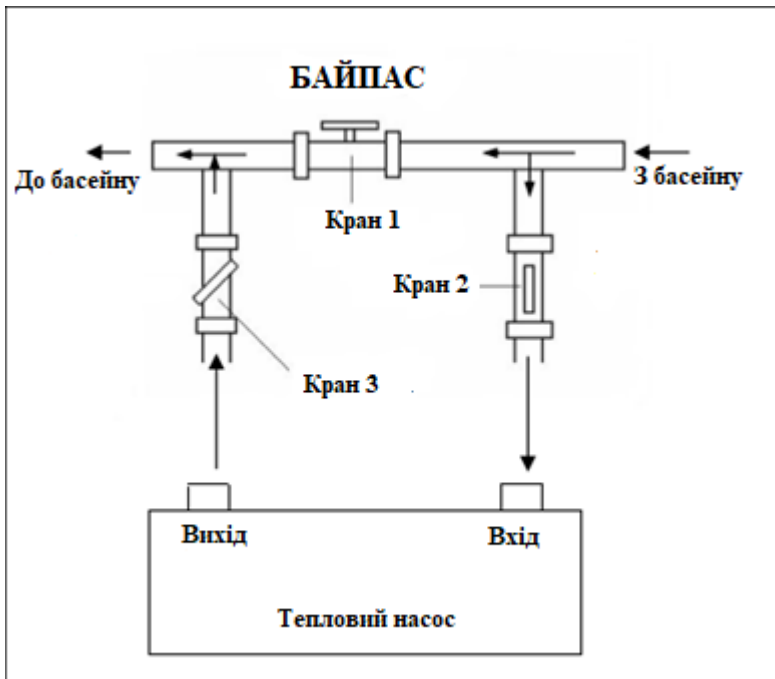 БАЙПАС
До басейну
З басейну
Кран 1
Кран 2
Кран 3
Вихід
Вхід
Тепловий насос